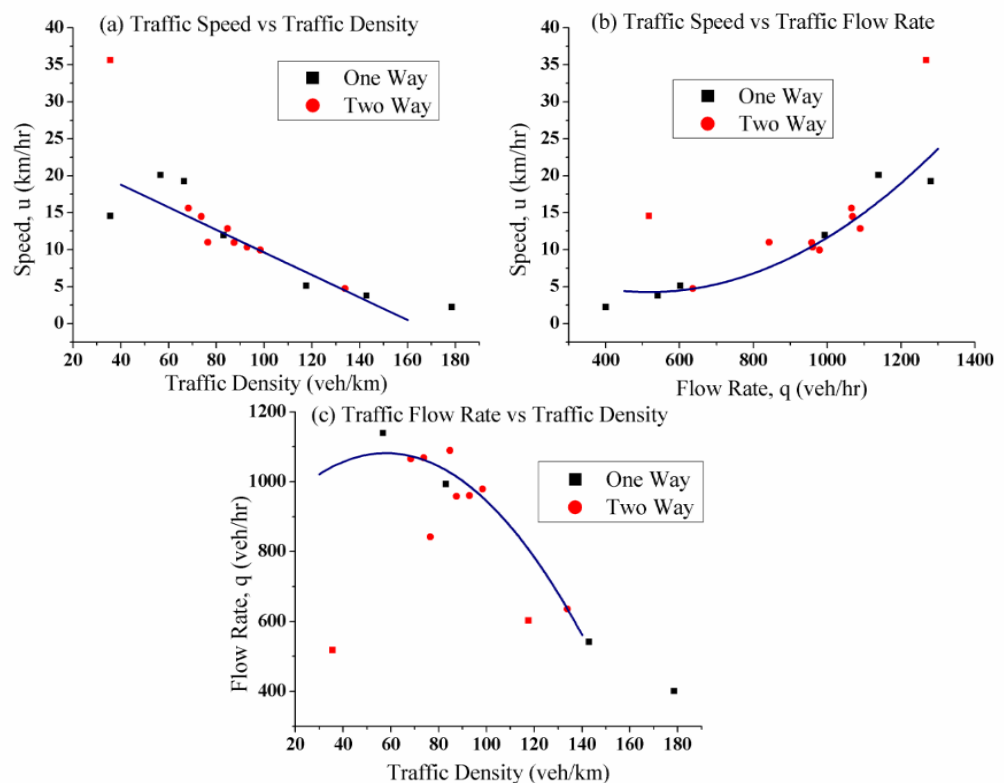 (a) Traffic Speed vs Traffic Density
40
35
30
25
20
15
10
5
0
Speed, u (km/hr)
One Way
Two Way
20 40 60 80 100 120 140 160 180
Traffic Density (veh/km)
(b) Traffic Speed vs Traffic Flow Rate
40
35
30
25
20
15
10
5
0
Speed, u (km/hr)
One Way
Two Way
400 600 800 1000 1200 1400
Flow Rate, q (veh/hr)
(c) Traffic Flow Rate vs Traffic Density
1200
1000
800
600
400
Flow Rate, q (veh/hr)
One Way
Two Way
20 40 60 80 100 120 140 160 180
Traffic Density (veh/km)